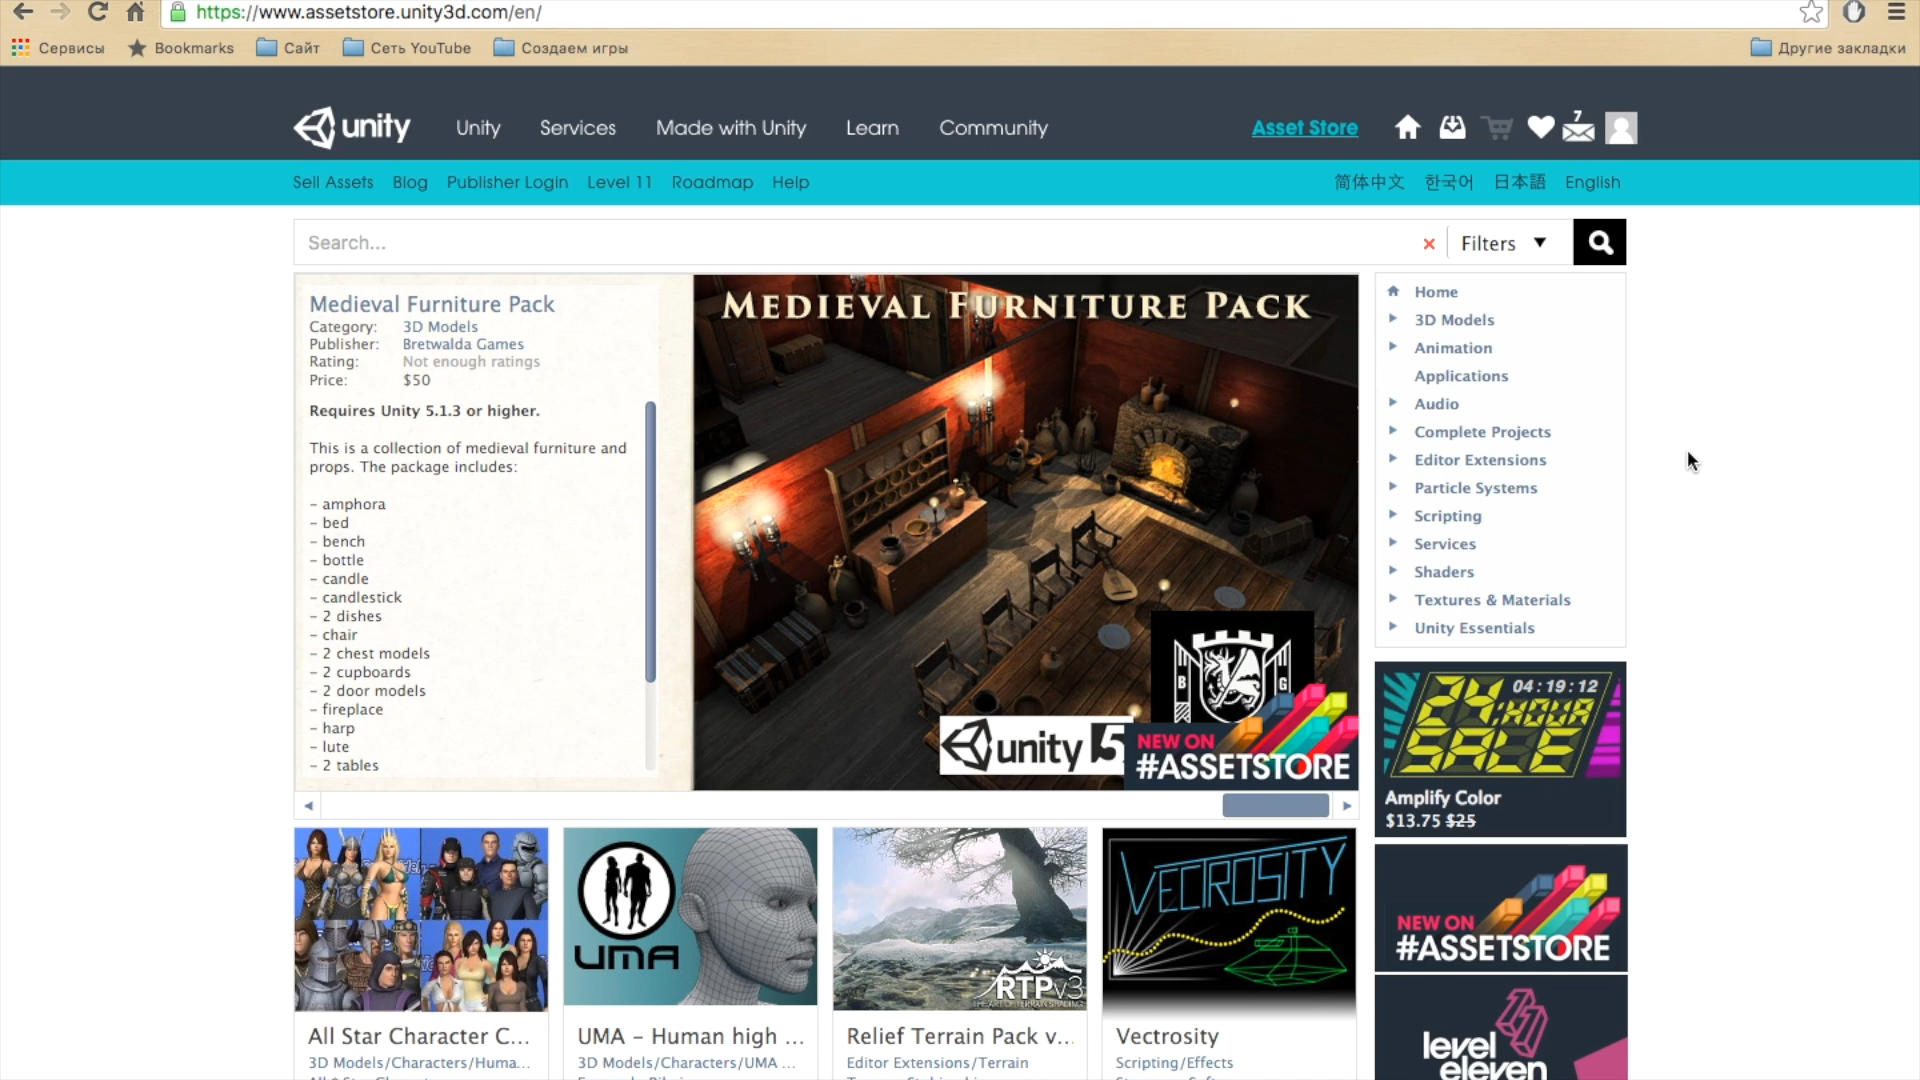 https://www.assetstore.unity3d.com/en/
Сервисы Bookmarks Сайт Сеть YouTube Создаем игры Другие закладки
unity Unity Services Made with Unity Learn Community Asset Store 7
Sell Assets Blog Publisher Login Level 11 Roadmap Help 简体中文 한국어 日本語 English
Search... × Filters
Medieval Furniture Pack
Category: 3D Models
Publisher: Bretwalda Games
Rating: Not enough ratings
Price: $50
Requires Unity 5.1.3 or higher.
This is a collection of medieval furniture and
props. The package includes:
- amphora
- bed
- bench
- bottle
- candle
- candlestick
- 2 dishes
- chair
- 2 chest models
- 2 cupboards
- 2 door models
- fireplace
- harp
- lute
- 2 tables
MEDIEVAL FURNITURE PACK
B G
unity 5
NEW ON
#ASSETSTORE
Home
3D Models
Animation
Applications
Audio
Complete Projects
Editor Extensions
Particle Systems
Scripting
Services
Shaders
Textures & Materials
Unity Essentials
04:19:12
24 HOUR
SALE
Amplify Color
$13.75 $25
NEW ON
#ASSETSTORE
level
eleven
UMA
RTPv3
VECTROSITY
All Star Character C...
3D Models/Characters/Huma...
UMA - Human high ...
3D Models/Characters/UMA ...
Relief Terrain Pack v...
Editor Extensions/Terrain
Vectrosity
Scripting/Effects